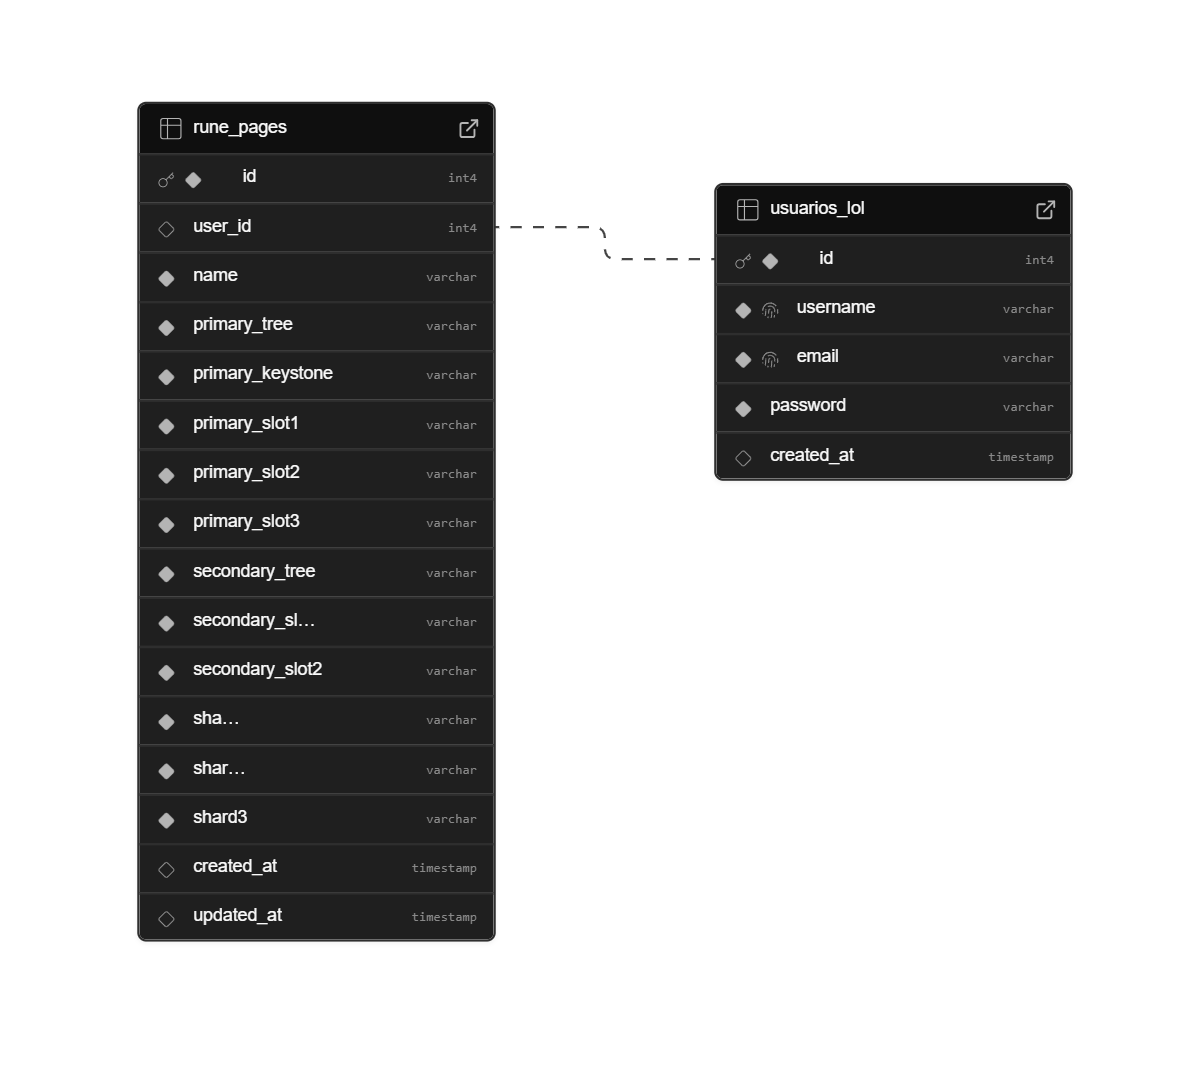 rune_pages
id int4
user_id int4
name varchar
primary_tree varchar
primary_keystone varchar
primary_slot1 varchar
primary_slot2 varchar
primary_slot3 varchar
secondary_tree varchar
secondary_sl... varchar
secondary_slot2 varchar
sha... varchar
shar... varchar
shard3 varchar
created_at timestamp
updated_at timestamp
usuarios_lol
id int4
username varchar
email varchar
password varchar
created_at timestamp